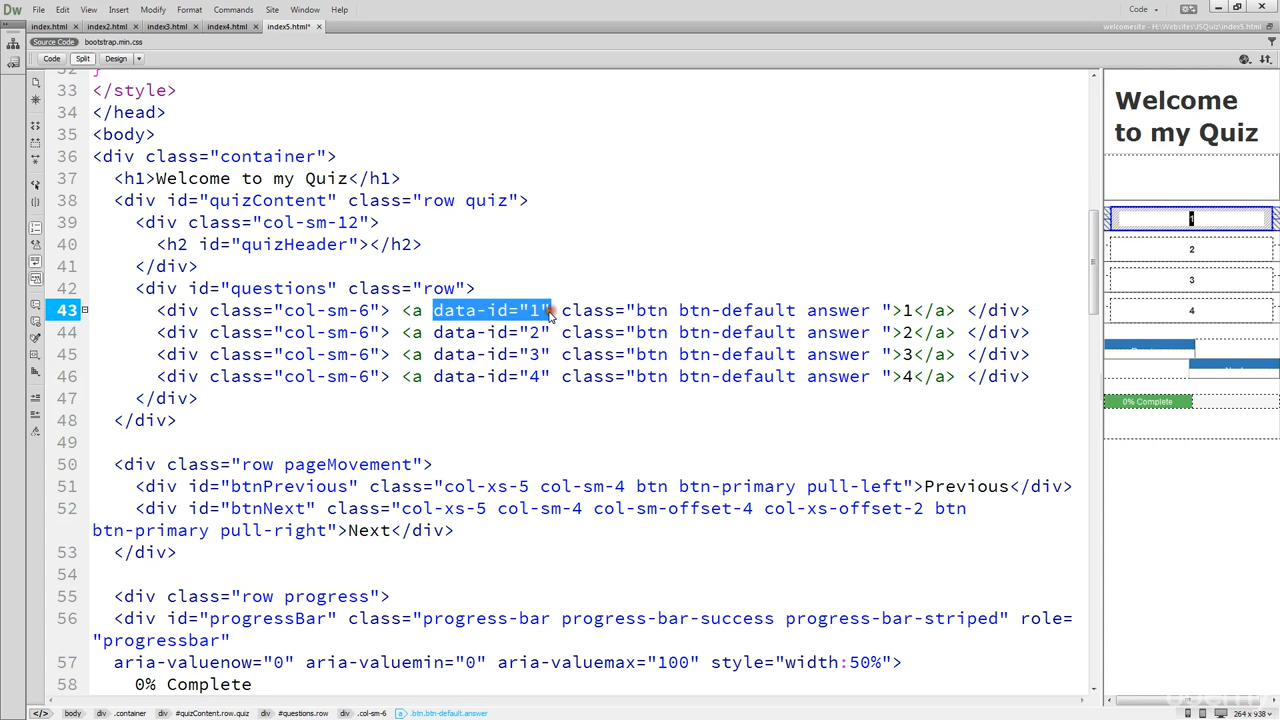 Dw File Edit View Insert Modify Format Commands Site Window Help Code
index.html × index2.html × index3.html × index4.html × index5.html* × welcomesite - H:\Websites\JSQuiz\index5.html
Source Code bootstrap.min.css
Code Split Design
32 }
33 </style>
34 </head>
35 <body>
36 <div class="container">
37 <h1>Welcome to my Quiz</h1>
38 <div id="quizContent" class="row quiz">
39 <div class="col-sm-12">
40 <h2 id="quizHeader"></h2>
41 </div>
42 <div id="questions" class="row">
43 <div class="col-sm-6"> <a data-id="1" class="btn btn-default answer ">1</a> </div>
44 <div class="col-sm-6"> <a data-id="2" class="btn btn-default answer ">2</a> </div>
45 <div class="col-sm-6"> <a data-id="3" class="btn btn-default answer ">3</a> </div>
46 <div class="col-sm-6"> <a data-id="4" class="btn btn-default answer ">4</a> </div>
47 </div>
48 </div>
49
50 <div class="row pageMovement">
51 <div id="btnPrevious" class="col-xs-5 col-sm-4 btn btn-primary pull-left">Previous</div>
52 <div id="btnNext" class="col-xs-5 col-sm-4 col-sm-offset-4 col-xs-offset-2 btn
btn-primary pull-right">Next</div>
53 </div>
54
55 <div class="row progress">
56 <div id="progressBar" class="progress-bar progress-bar-success progress-bar-striped" role=
"progressbar"
57 aria-valuenow="0" aria-valuemin="0" aria-valuemax="100" style="width:50%">
58 0% Complete
Welcome
to my Quiz
1
2
3
4
0% Complete
</> body div .container div #quizContent.row.quiz div #questions.row div .col-sm-6 a .btn.btn-default.answer 264 x 938